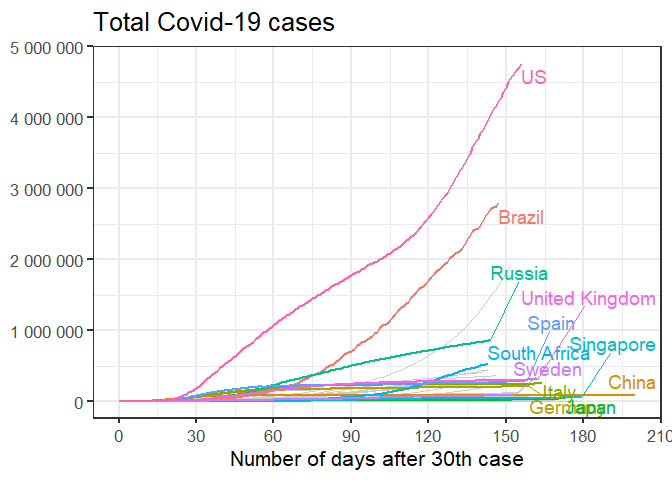 Total Covid-19 cases
5 000 000
4 000 000
3 000 000
2 000 000
1 000 000
0
US
Brazil
Russia
United Kingdom
Spain
Singapore
South Africa
Sweden
China
Italy
Germany
Japan
0 30 60 90 120 150 180 210
Number of days after 30th case